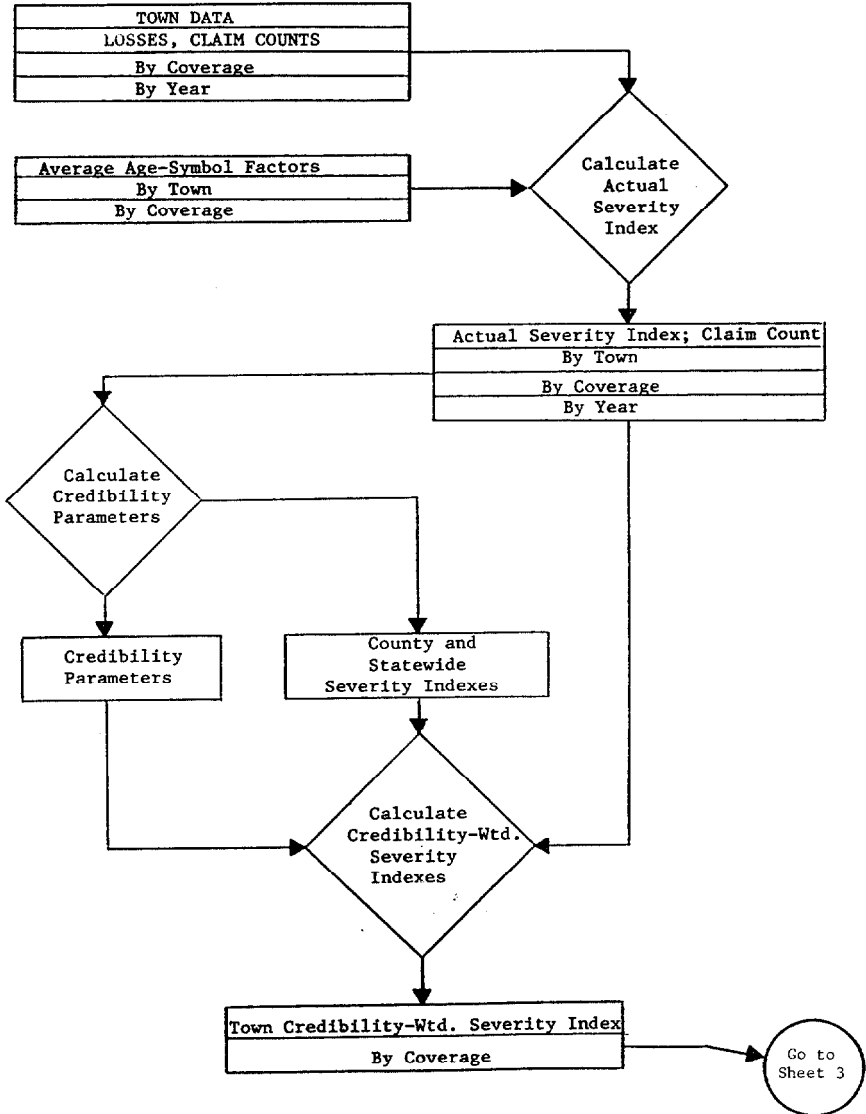 TOWN DATA
LOSSES, CLAIM COUNTS
By Coverage
By Year
Average Age-Symbol Factors
By Town
By Coverage
Calculate
Actual
Severity
Index
Actual Severity Index; Claim Count
By Town
By Coverage
By Year
Calculate
Credibility
Parameters
Credibility
Parameters
County and
Statewide
Severity Indexes
Calculate
Credibility-Wtd.
Severity
Indexes
Town Credibility-Wtd. Severity Index
By Coverage
Go to
Sheet 3